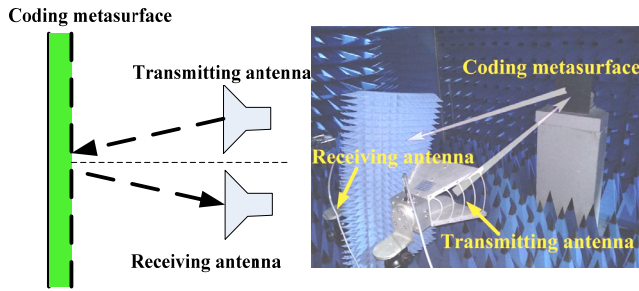 Coding metasurface
Transmitting antenna
Receiving antenna
Coding metasurface
Receiving antenna
Transmitting antenna